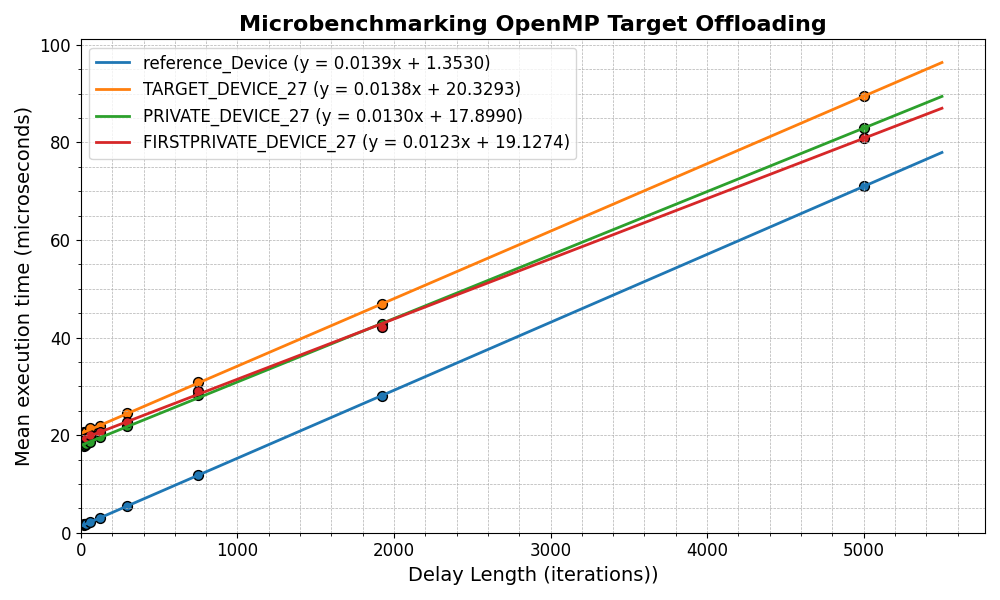 Microbenchmarking OpenMP Target Offloading
reference_Device (y = 0.0139x + 1.3530)
TARGET_DEVICE_27 (y = 0.0138x + 20.3293)
PRIVATE_DEVICE_27 (y = 0.0130x + 17.8990)
FIRSTPRIVATE_DEVICE_27 (y = 0.0123x + 19.1274)
Mean execution time (microseconds)
100
80
60
40
20
0
0 1000 2000 3000 4000 5000
Delay Length (iterations))